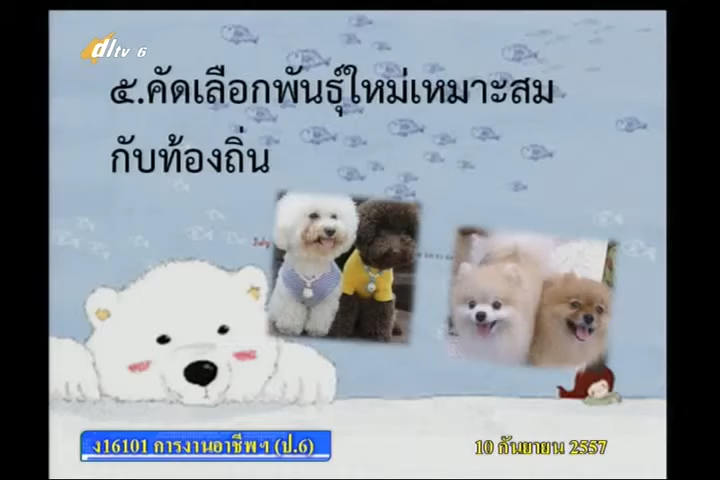 dltv 6
๕.คัดเลือกพันธุ์ใหม่เหมาะสม
กับท้องถิ่น
ง16101 การงานอาชีพฯ (ป.6)
10 กันยายน 2557